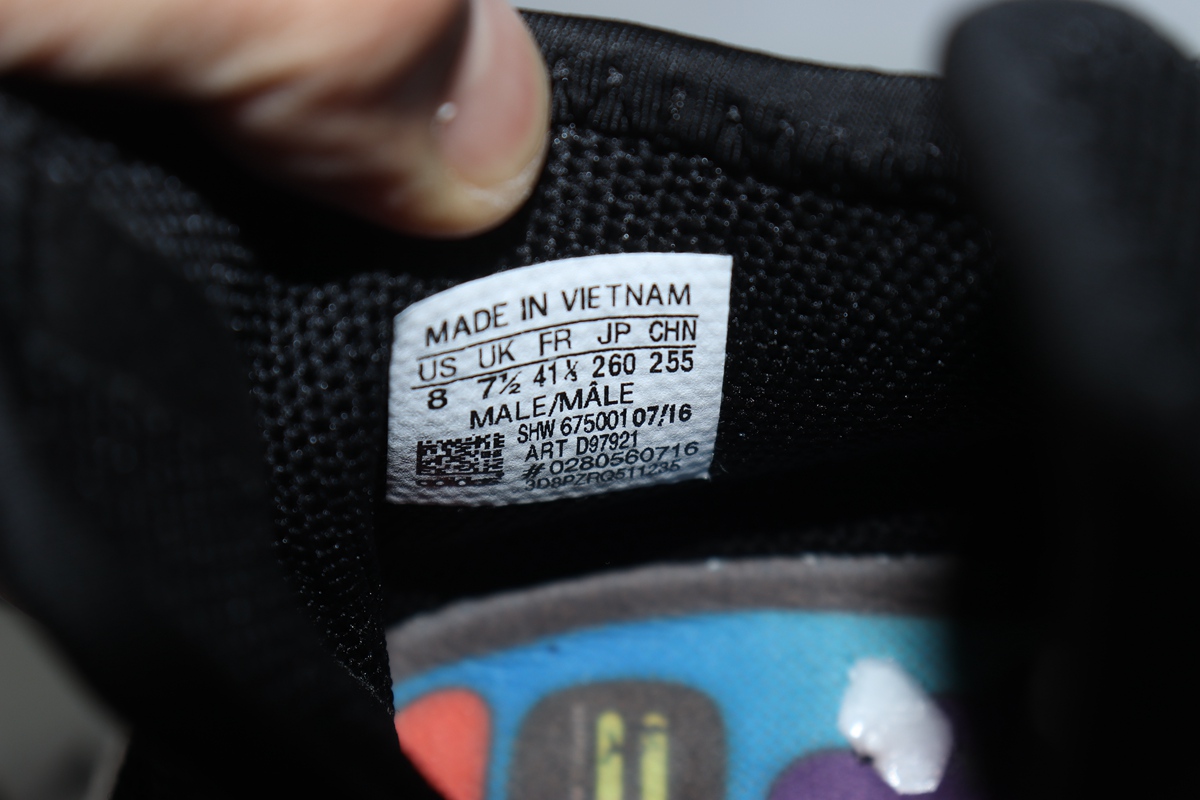 MADE IN VIETNAM
US UK FR JP CHN
8 7½ 41⅓ 260 255
MALE/MÂLE
SHW 675001 07/16
ART D97921
#0280560716
3D8PZRQ511235